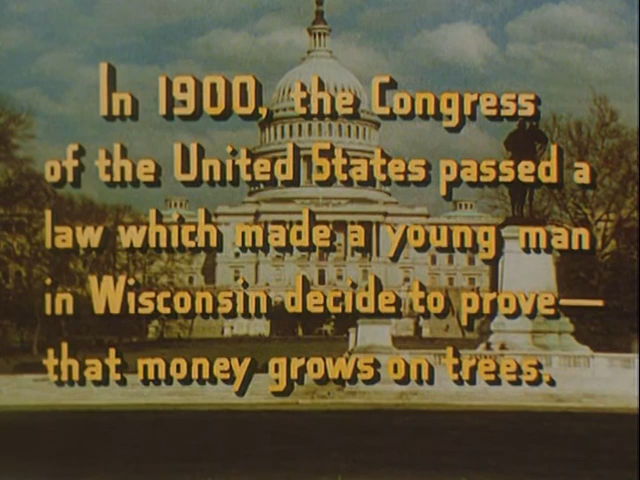 In 1900, the Congress
of the United States passed a
law which made a young man
in Wisconsin decide to prove—
that money grows on trees.